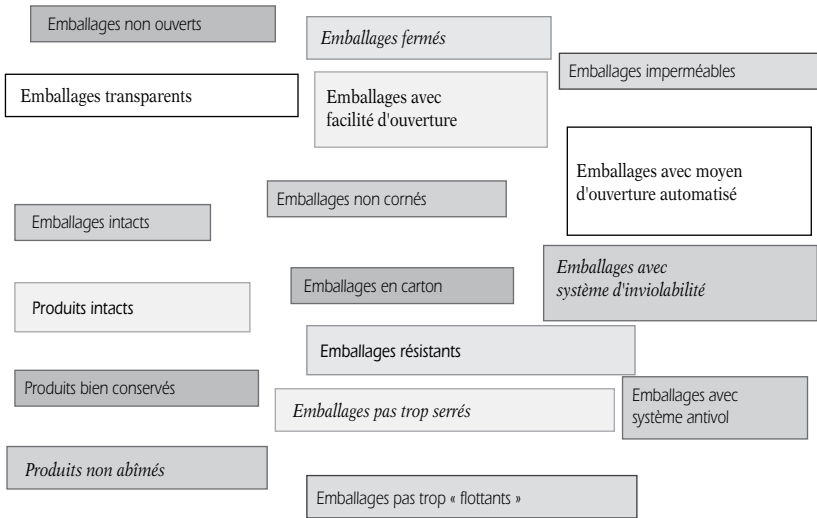 Emballages non ouverts
Emballages fermés
Emballages imperméables
Emballages transparents
Emballages avec
facilité d'ouverture
Emballages avec moyen
d'ouverture automatisé
Emballages non cornés
Emballages intacts
Emballages avec
système d'inviolabilité
Emballages en carton
Produits intacts
Emballages résistants
Produits bien conservés
Emballages pas trop serrés
Emballages avec
système antivol
Produits non abîmés
Emballages pas trop « flottants »